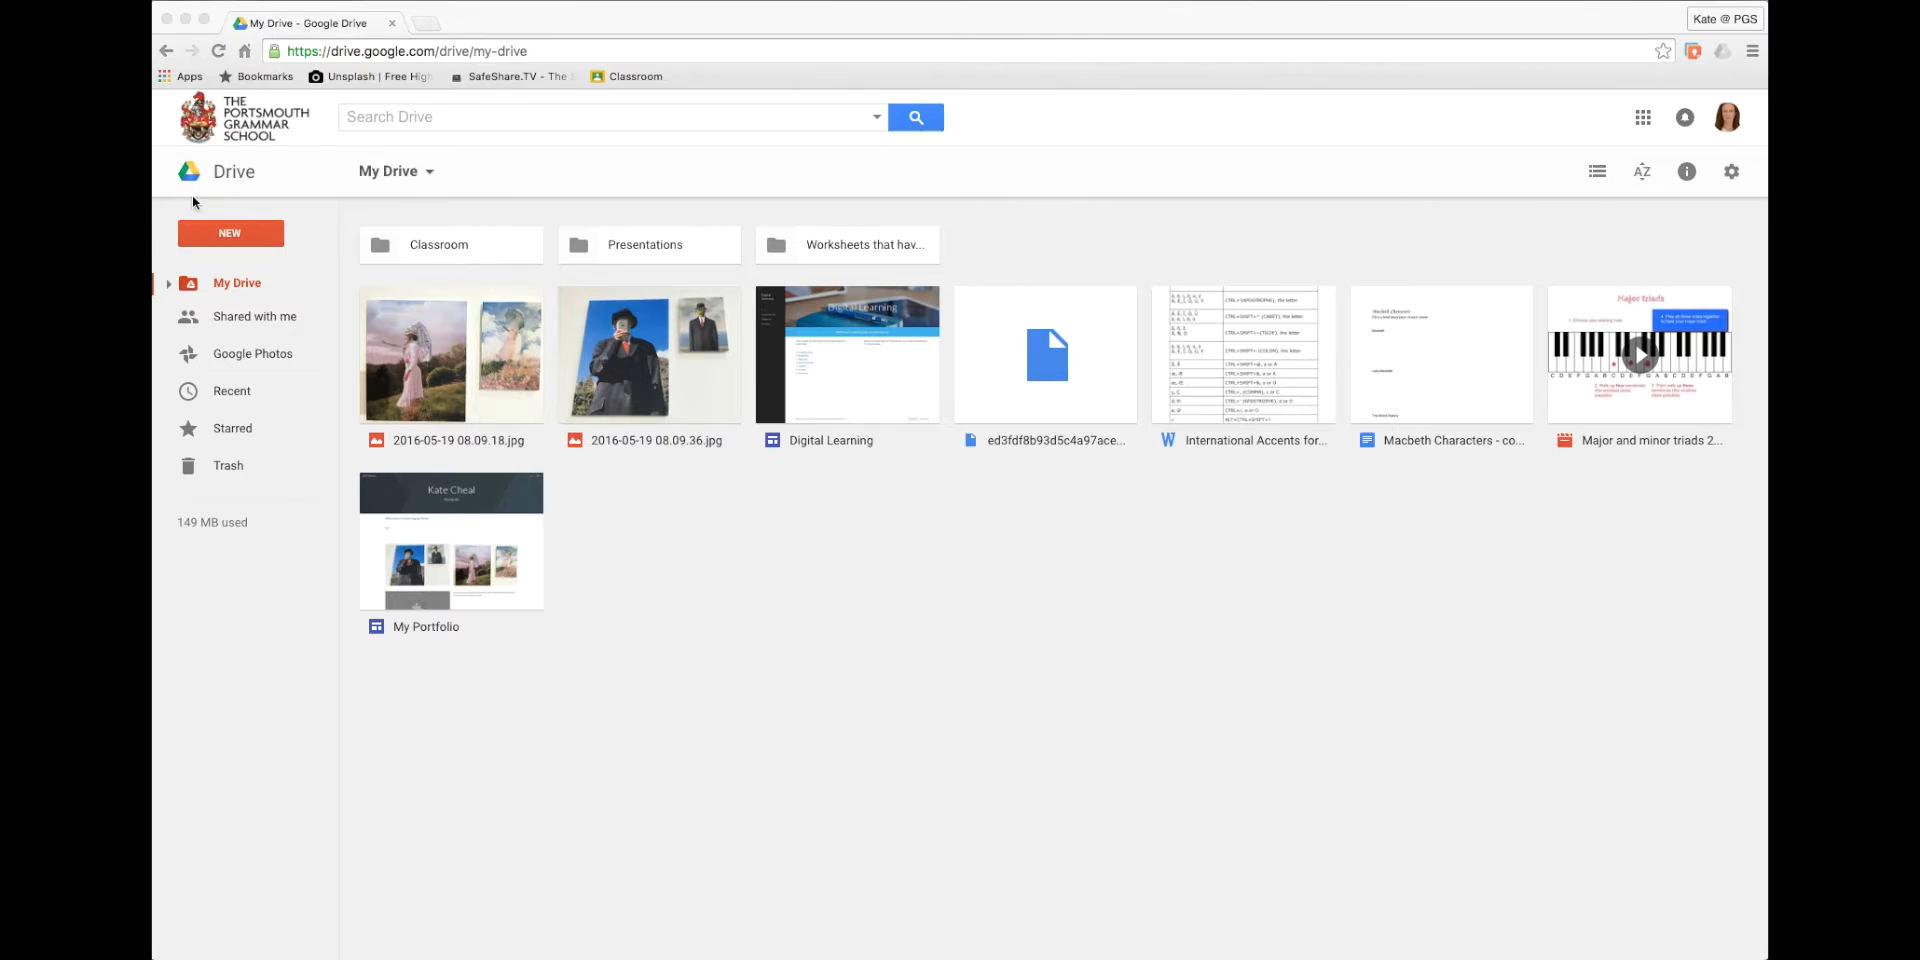 My Drive - Google Drive
Kate @ PGS
https://drive.google.com/drive/my-drive
Apps
Bookmarks
Unsplash | Free High
SafeShare.TV - The
Classroom
THE
PORTSMOUTH
GRAMMAR
SCHOOL
Search Drive
Drive
My Drive
AZ
NEW
My Drive
Shared with me
Google Photos
Recent
Starred
Trash
149 MB used
Classroom
Presentations
Worksheets that hav...
Digital Learning
Major triads
2016-05-19 08.09.18.jpg
2016-05-19 08.09.36.jpg
Digital Learning
ed3fdf8b93d5c4a97ace...
International Accents for...
Macbeth Characters - co...
Major and minor triads 2...
Kate Cheal
My Portfolio